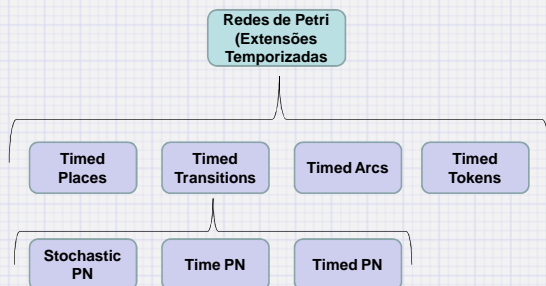 Redes de Petri
(Extensões
Temporizadas
Timed
Places
Timed
Transitions
Timed Arcs
Timed
Tokens
Stochastic
PN
Time PN
Timed PN